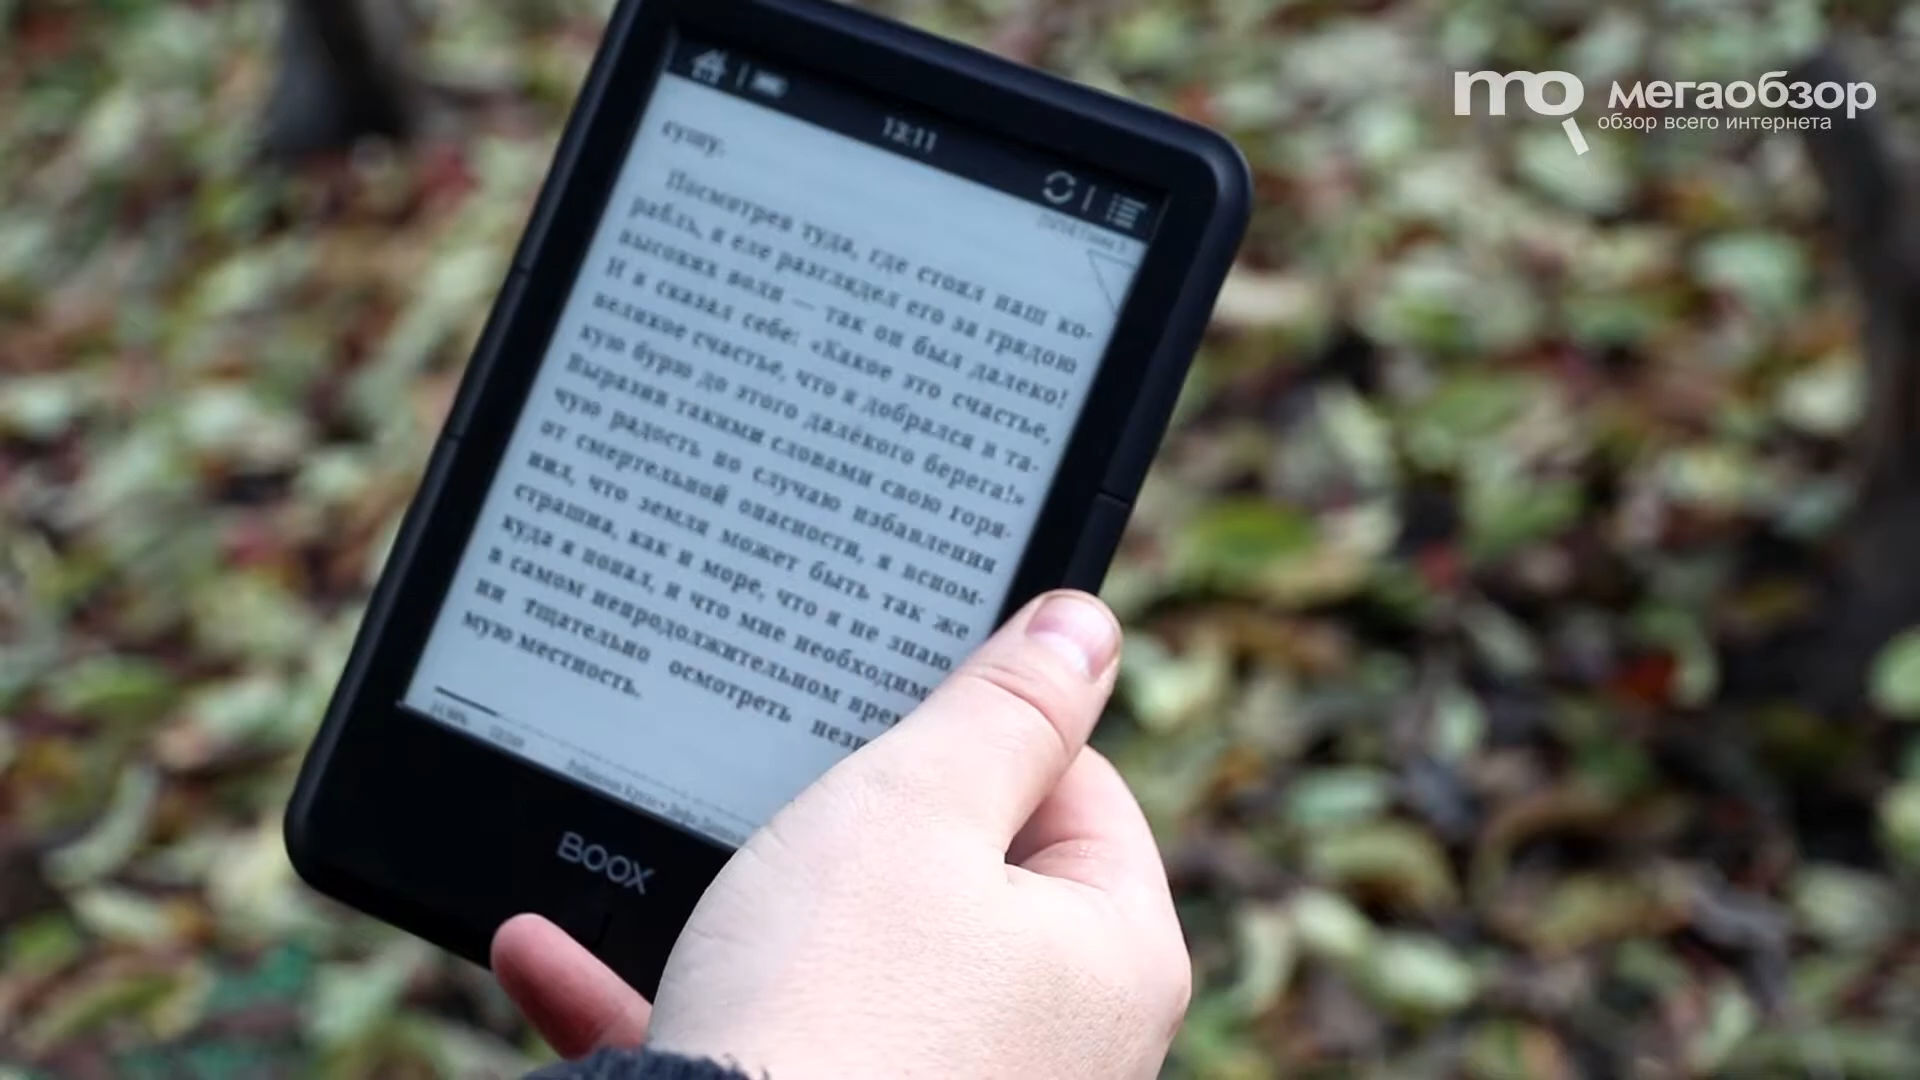 мо мегаобзор
обзор всего интернета
13:11
сушу.
Посмотрев туда, где стоял наш ко-
рабль, я еле разглядел его за грядою
высоких волн — так он был далеко!
И я сказал себе: «Какое это счастье,
великое счастье, что я добрался в та-
кую бурю до этого далёкого берега!»
Выразив такими словами свою горя-
чую радость по случаю избавления
от смертельной опасности, я вспом-
нил, что земля может быть так же
страшна, как и море, что я не знаю,
куда я попал, и что мне необходим
в самом непродолжительном врем
ни тщательно осмотреть незн
мую местность.
BOOX